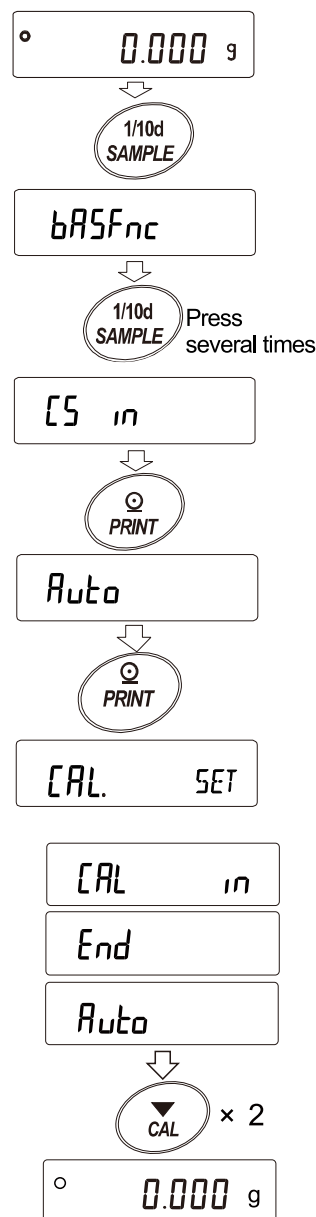 0.000 g
1/10d
SAMPLE
bASFnc
1/10d
SAMPLE
Press
several times
CS in
PRINT
Auto
PRINT
CAL. SET
CAL in
End
Auto
CAL
× 2
0.000 g